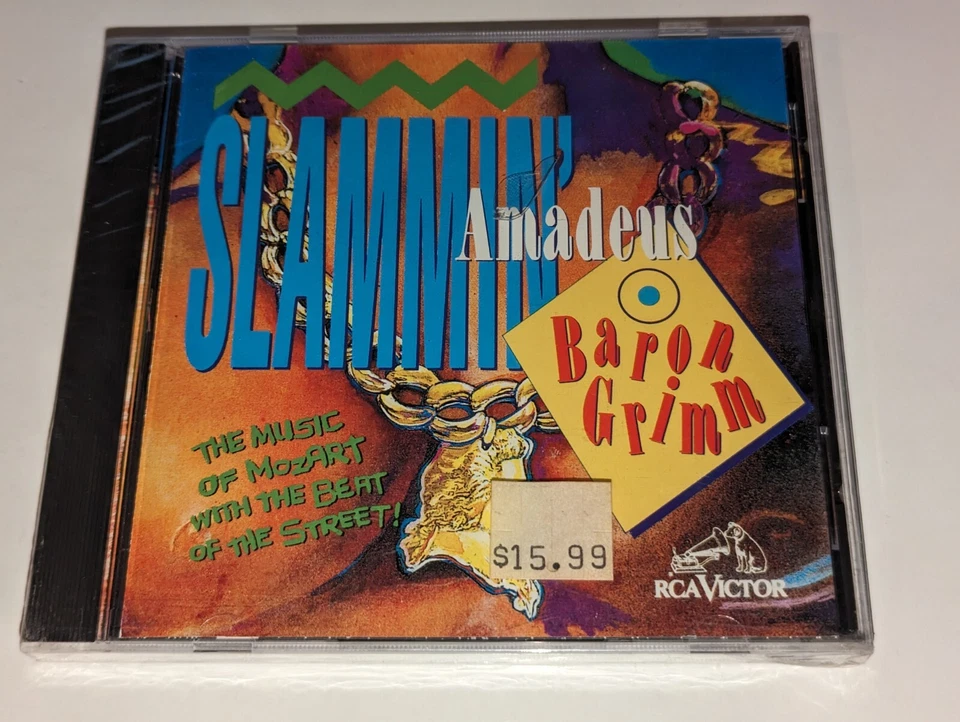 SLAMMIN'
Amadeus
Baron
Grimm
THE MUSIC
OF MOZART
WITH THE BEAT
OF THE STREET!
$15.99
RCA VICTOR